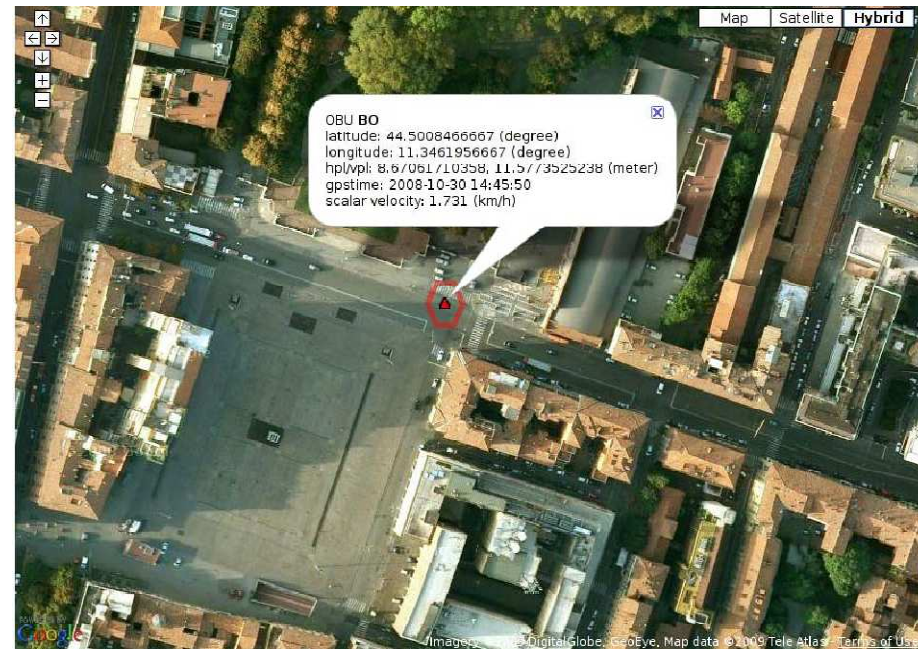 Map Satellite Hybrid
OBU BO
latitude: 44.5008466667 (degree)
longitude: 11.3461956667 (degree)
hpl/vpl: 8.67061710358, 11.5773525238 (meter)
gpstime: 2008-10-30 14:45:50
scalar velocity: 1.731 (km/h)
POWERED BY
Google
Imagery DigitalGlobe, GeoEye, Map data ©2009 Tele Atlas - Terms of Use